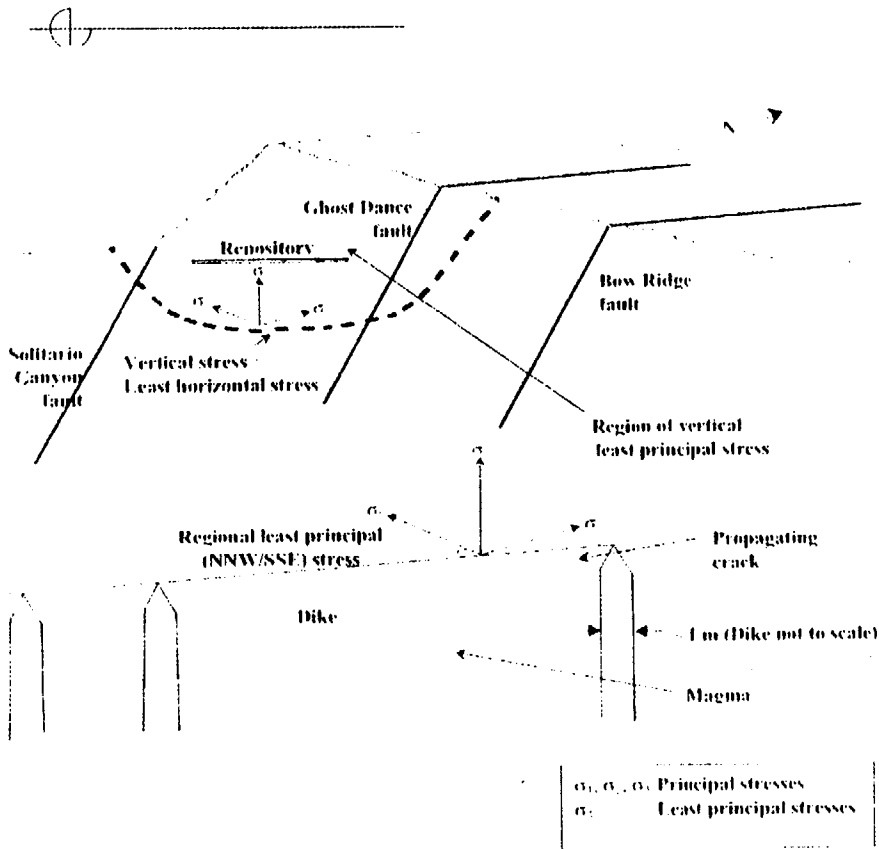 Ghost Dance
fault
Repository
σ
σ
σ
Bow Ridge
fault
Solitario
Canyon
fault
Vertical stress
Least horizontal stress
Region of vertical
least principal stress
σ
σ
σ
Regional least principal
(NNW/SSE) stress
Propagating
crack
Dike
1 m (Dike not to scale)
Magma
Principal stresses
Least principal stresses